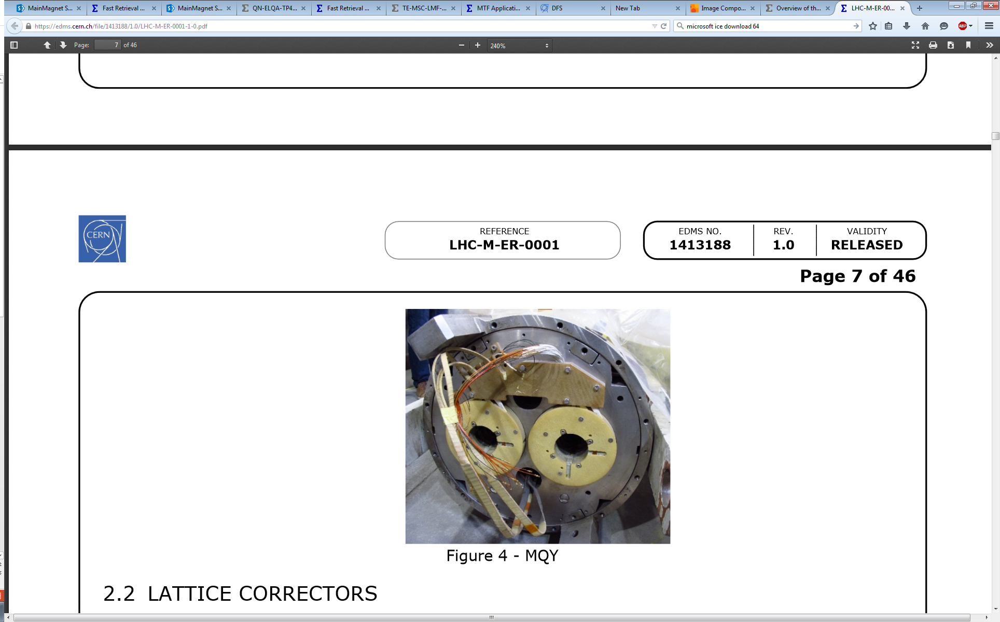 MainMagnet S...
Fast Retrieval ...
MainMagnet S...
QN-ELQA-TP4...
Fast Retrieval ...
TE-MSC-LMF-...
MTF Applicati...
DFS
New Tab
Image Compo...
Overview of th...
LHC-M-ER-00...
https://edms.cern.ch/file/1413188/1.0/LHC-M-ER-0001-1-0.pdf
microsoft ice download 64
ABP
Page:
7
of 46
240%
CERN
REFERENCE
LHC-M-ER-0001
EDMS NO.
1413188
REV.
1.0
VALIDITY
RELEASED
Page 7 of 46
Figure 4 - MQY
2.2 LATTICE CORRECTORS